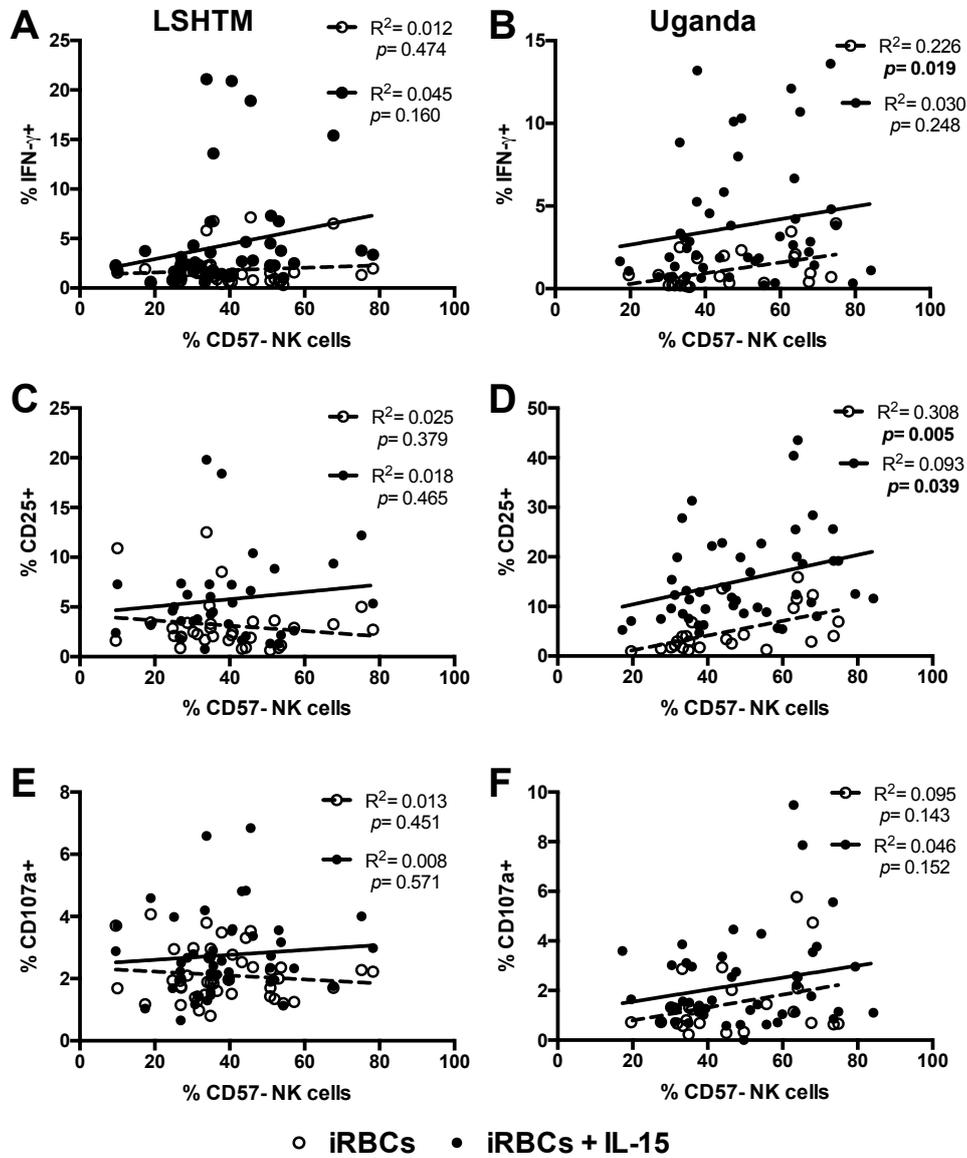 A LSHTM
R2= 0.012
p= 0.474
R2= 0.045
p= 0.160
% IFN-γ+
25
20
15
10
5
0
0 20 40 60 80 100
% CD57- NK cells
B Uganda
R2= 0.226
p= 0.019
R2= 0.030
p= 0.248
% IFN-γ+
15
10
5
0
0 20 40 60 80 100
% CD57- NK cells
C
R2= 0.025
p= 0.379
R2= 0.018
p= 0.465
% CD25+
25
20
15
10
5
0
0 20 40 60 80 100
% CD57- NK cells
D
R2= 0.308
p= 0.005
R2= 0.093
p= 0.039
% CD25+
50
40
30
20
10
0
0 20 40 60 80 100
% CD57- NK cells
E
R2= 0.013
p= 0.451
R2= 0.008
p= 0.571
% CD107a+
8
6
4
2
0
0 20 40 60 80 100
% CD57- NK cells
F
R2= 0.095
p= 0.143
R2= 0.046
p= 0.152
% CD107a+
10
8
6
4
2
0
0 20 40 60 80 100
% CD57- NK cells
iRBCs iRBCs + IL-15